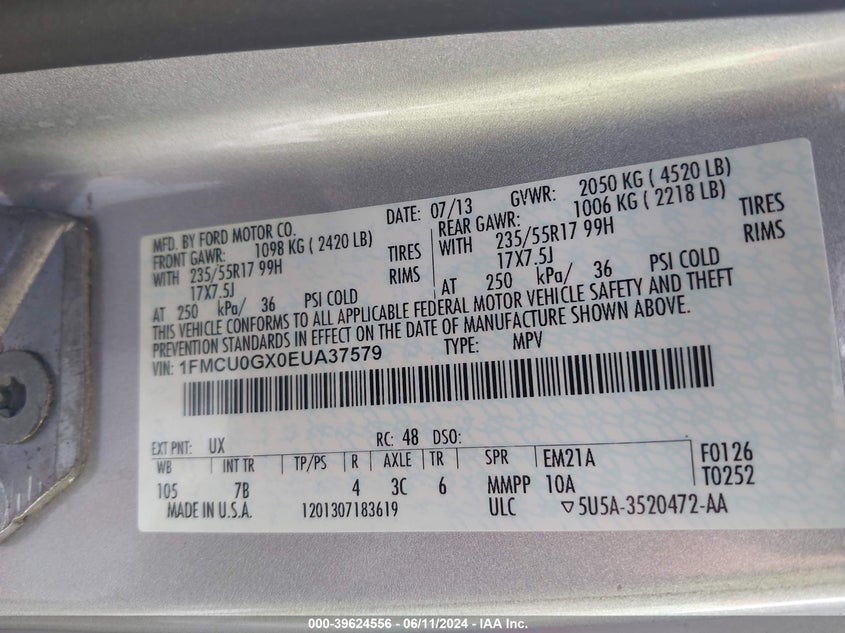 MFD. BY FORD MOTOR CO. DATE: 07/13 GVWR: 2050 KG ( 4520 LB)
FRONT GAWR: 1098 KG ( 2420 LB) REAR GAWR: 1006 KG ( 2218 LB)
WITH 235/55R17 99H TIRES WITH 235/55R17 99H TIRES
17X7.5J RIMS 17X7.5J RIMS
AT 250 kPa/ 36 PSI COLD AT 250 kPa/ 36 PSI COLD
THIS VEHICLE CONFORMS TO ALL APPLICABLE FEDERAL MOTOR VEHICLE SAFETY AND THEFT
PREVENTION STANDARDS IN EFFECT ON THE DATE OF MANUFACTURE SHOWN ABOVE.
VIN: 1FMCU0GX0EUA37579 TYPE: MPV
EXT PNT: UX RC: 48 DSO:
WB INT TR TP/PS R AXLE TR SPR EM21A F0126
105 7B 4 3C 6 MMPP 10A T0252
MADE IN U.S.A. 1201307183619 ULC ▽5U5A-3520472-AA
000-39624556 - 06/11/2024 - IAA Inc.